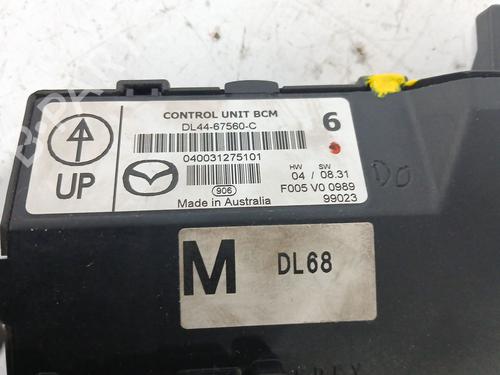 CONTROL UNIT BCM
DL44-67560-C
6
040031275101
HW SW
04 / 08.31
906
F005 V0 0989
Made in Australia
99023
UP
DO
M
DL68